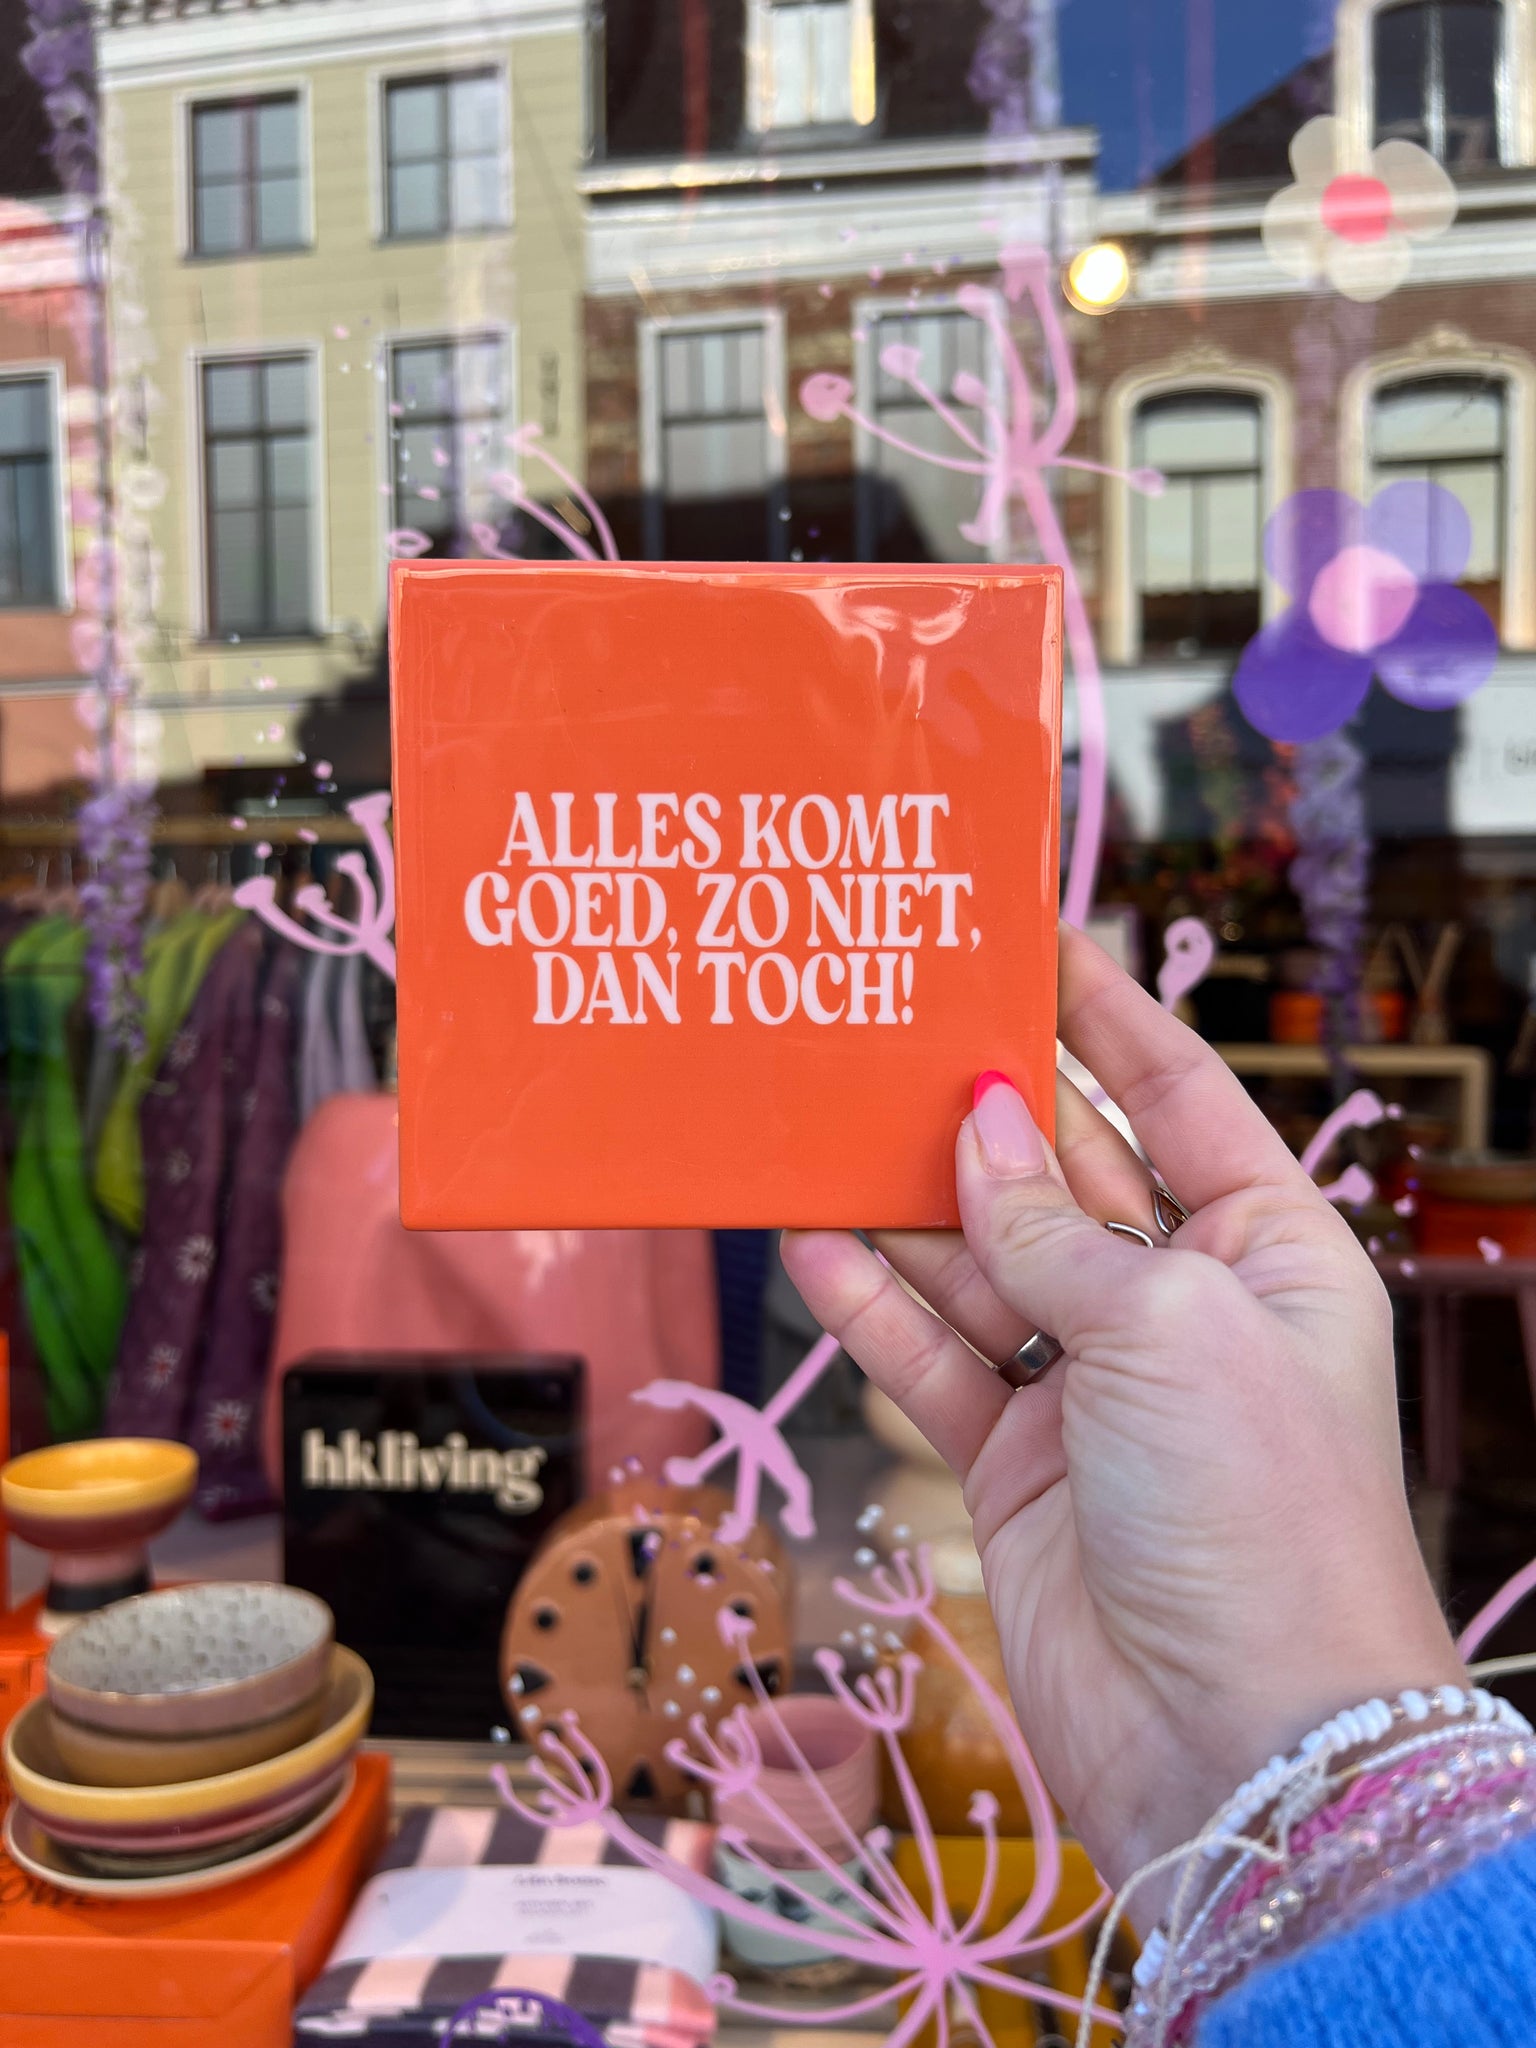 ALLES KOMT
GOED, ZO NIET,
DAN TOCH!
hkliving